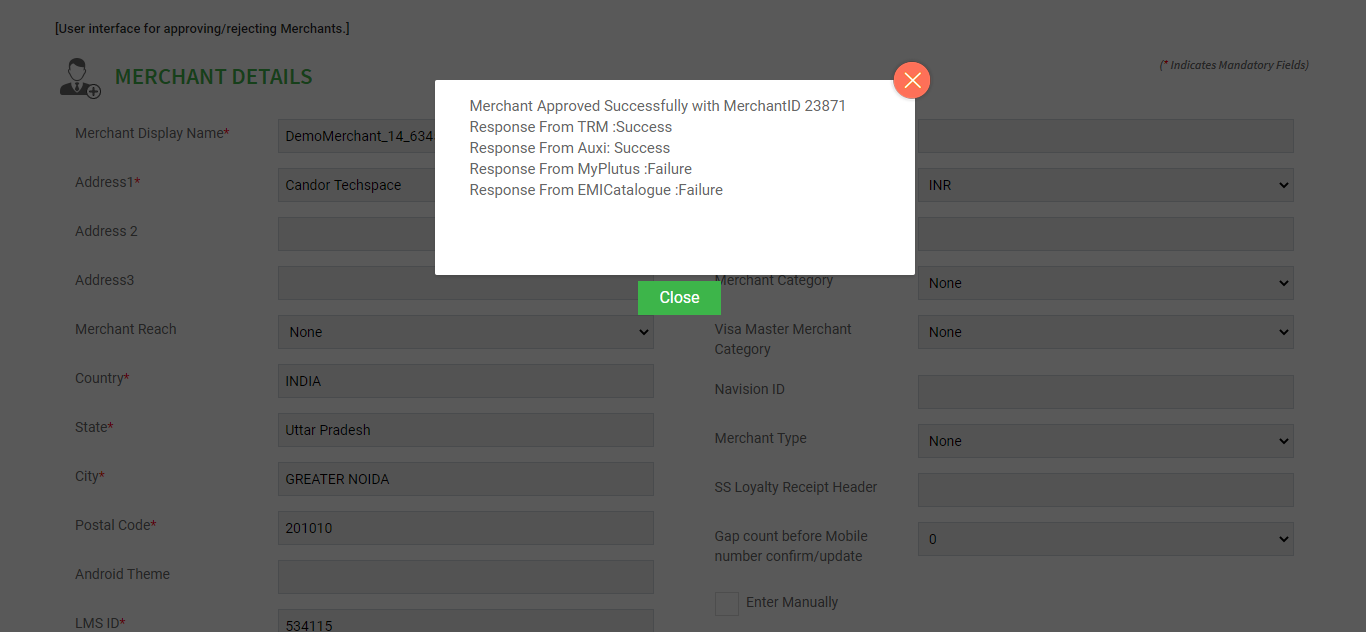 [User interface for approving/rejecting Merchants.]
MERCHANT DETAILS
(* Indicates Mandatory Fields)
Merchant Approved Successfully with MerchantID 23871
Response From TRM :Success
Response From Auxi: Success
Response From MyPlutus :Failure
Response From EMICatalogue :Failure
Close
Merchant Display Name*
DemoMerchant_14_634
Address1*
Candor Techspace
INR
Address 2
Address3
Merchant Category
None
Merchant Reach
None
Visa Master Merchant
Category
None
Country*
INDIA
Navision ID
State*
Uttar Pradesh
Merchant Type
None
City*
GREATER NOIDA
SS Loyalty Receipt Header
Postal Code*
201010
Gap count before Mobile
number confirm/update
0
Android Theme
Enter Manually
LMS ID*
534115